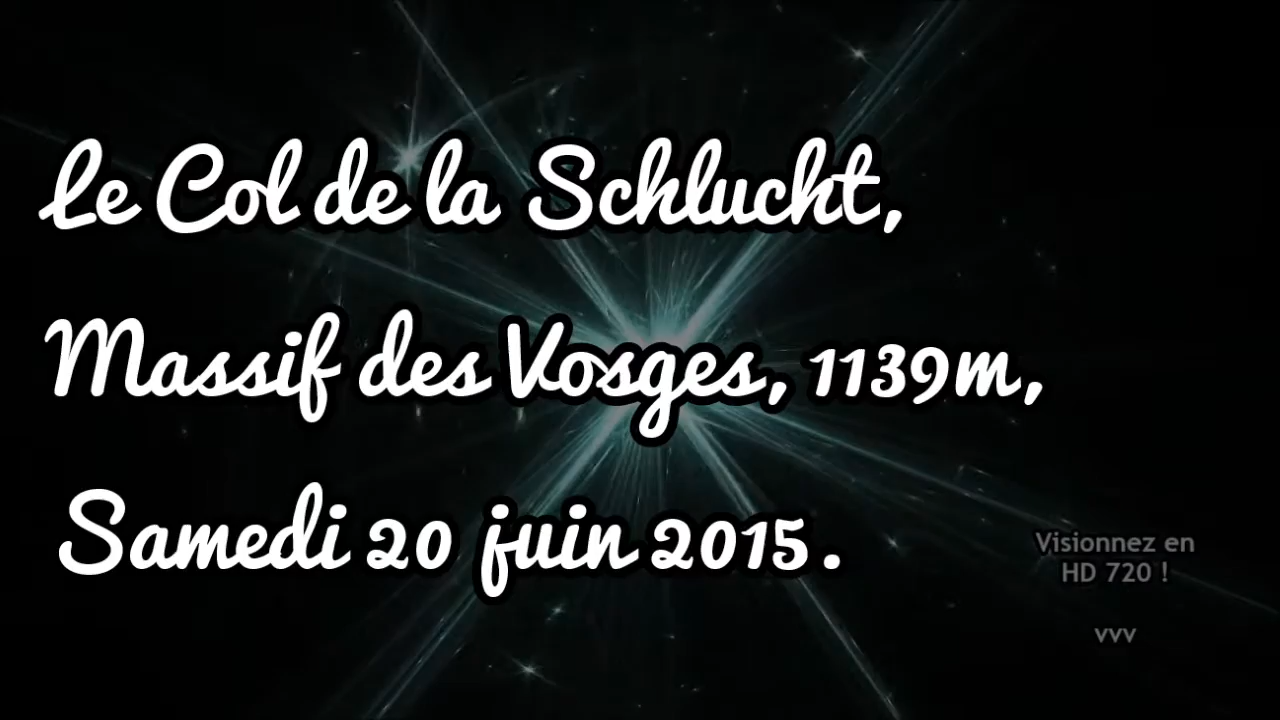 Le Col de la Schlucht,
Massif des Vosges, 1139m,
Samedi 20 juin 2015.
Visionnez en
HD 720 !
vvv